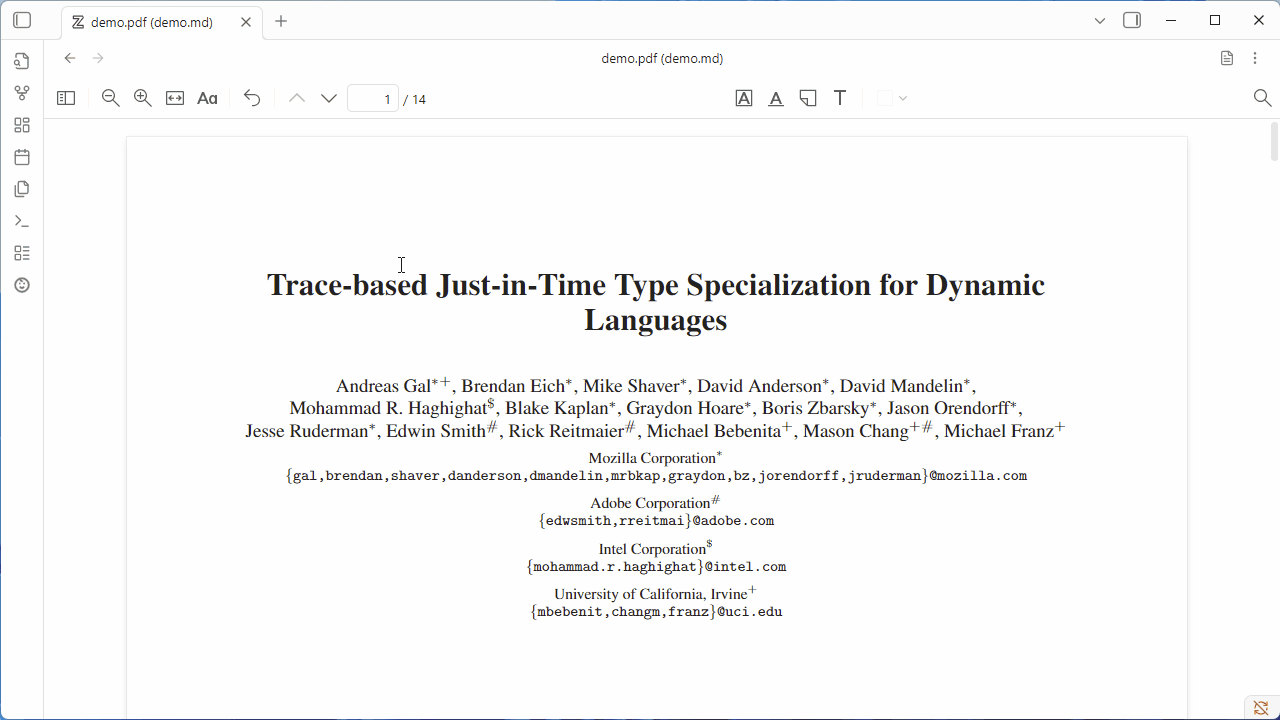 demo.pdf (demo.md)
demo.pdf (demo.md)
Aa
1 / 14
A A T
Trace-based Just-in-Time Type Specialization for Dynamic
Languages
Andreas Gal*+, Brendan Eich*, Mike Shaver*, David Anderson*, David Mandelin*,
Mohammad R. Haghighat$, Blake Kaplan*, Graydon Hoare*, Boris Zbarsky*, Jason Orendorff*,
Jesse Ruderman*, Edwin Smith#, Rick Reitmaier#, Michael Bebenita+, Mason Chang+#, Michael Franz+
Mozilla Corporation*
{gal,brendan,shaver,danderson,dmandelin,mrbkap,graydon,bz,jorendorff,jruderman}@mozilla.com
Adobe Corporation#
{edwsmith,rreitmai}@adobe.com
Intel Corporation$
{mohammad.r.haghighat}@intel.com
University of California, Irvine+
{mbebenit,changm,franz}@uci.edu